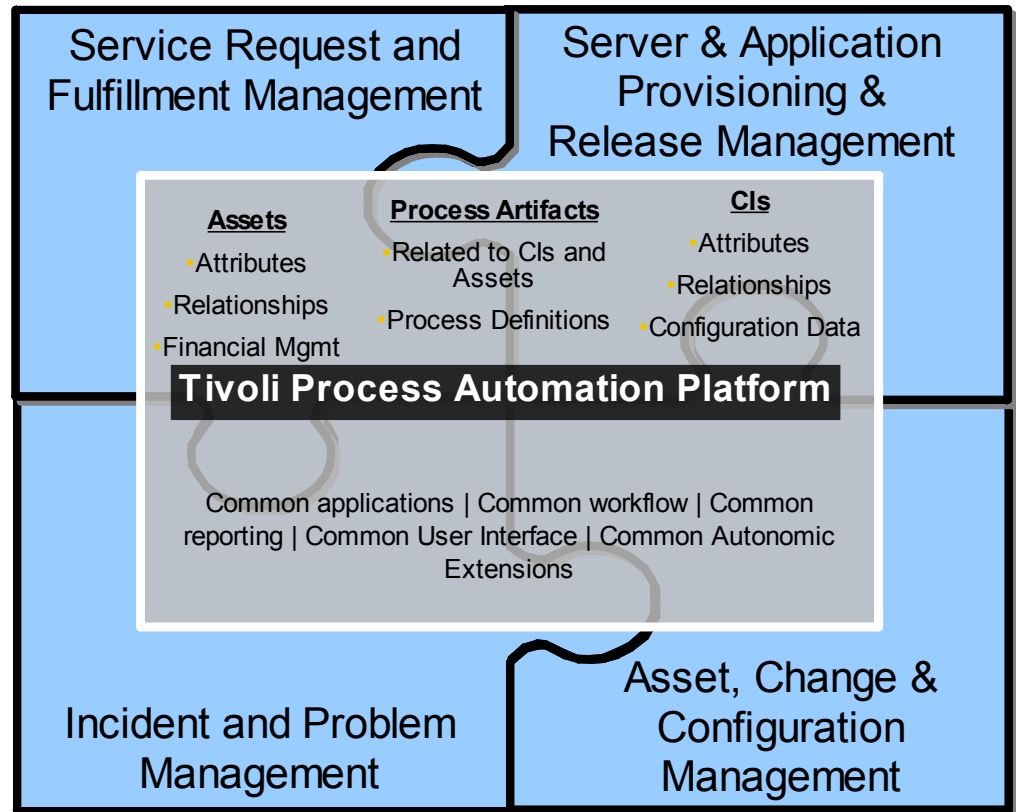 Service Request and
Fulfillment Management
Server & Application
Provisioning &
Release Management
Assets
•Attributes
•Relationships
•Financial Mgmt
Process Artifacts
•Related to CIs and
Assets
•Process Definitions
CIs
•Attributes
•Relationships
•Configuration Data
Tivoli Process Automation Platform
Common applications | Common workflow | Common
reporting | Common User Interface | Common Autonomic
Extensions
Incident and Problem
Management
Asset, Change &
Configuration
Management